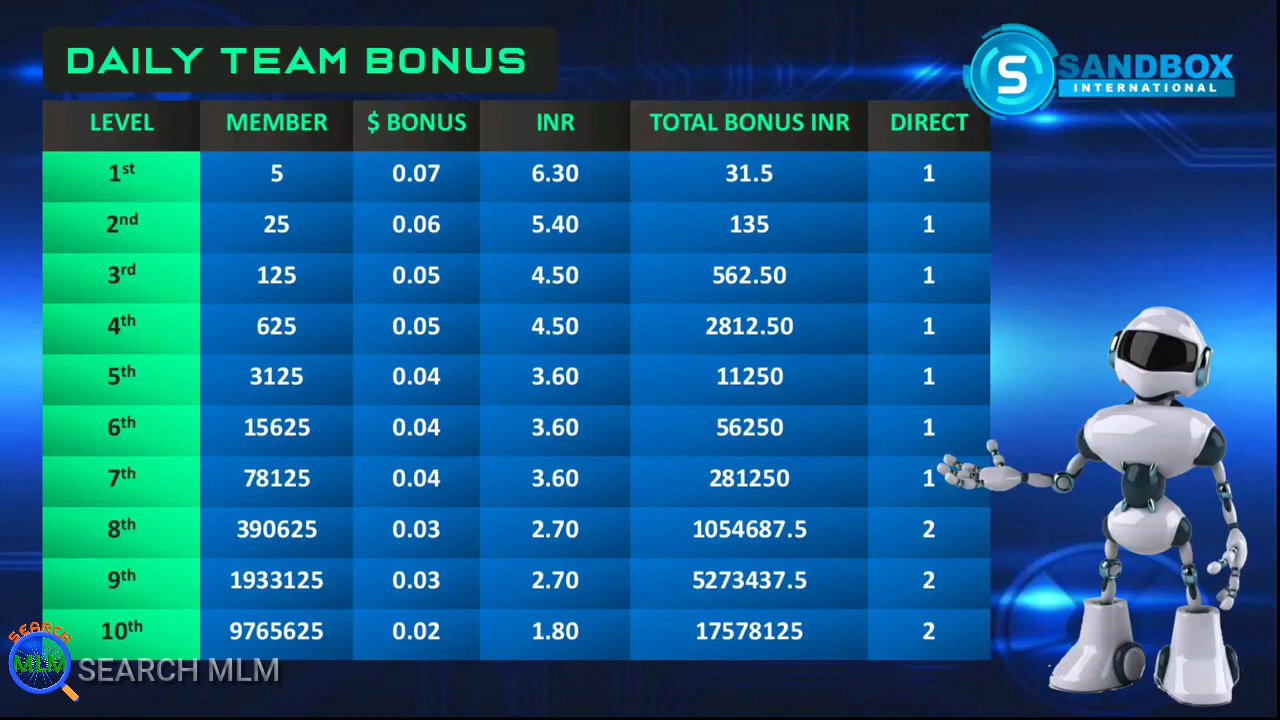 DAILY TEAM BONUS
S SANDBOX
INTERNATIONAL
LEVEL MEMBER $ BONUS INR TOTAL BONUS INR DIRECT
1st 5 0.07 6.30 31.5 1
2nd 25 0.06 5.40 135 1
3rd 125 0.05 4.50 562.50 1
4th 625 0.05 4.50 2812.50 1
5th 3125 0.04 3.60 11250 1
6th 15625 0.04 3.60 56250 1
7th 78125 0.04 3.60 281250 1
8th 390625 0.03 2.70 1054687.5 2
9th 1933125 0.03 2.70 5273437.5 2
10th 9765625 0.02 1.80 17578125 2
SEARCH
MLM SEARCH MLM